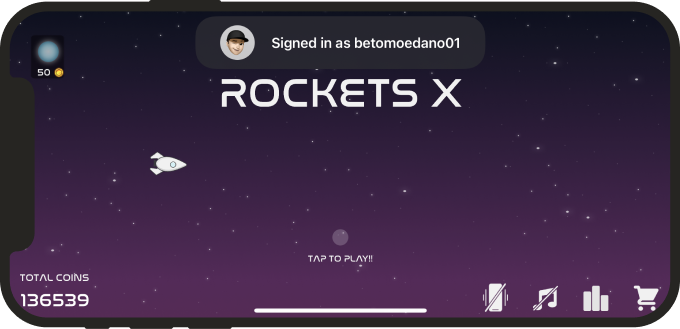 Signed in as betomoedano01
50
ROCKETS X
TAP TO PLAY!!
TOTAL COINS
136539